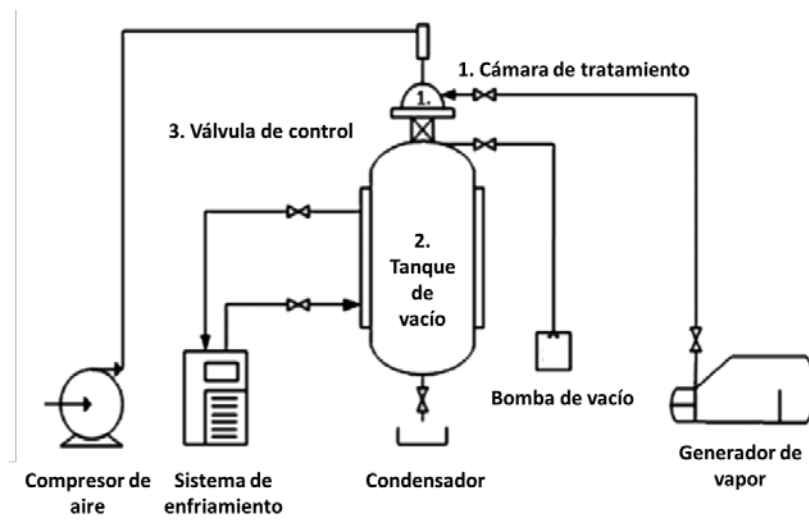 1. Cámara de tratamiento
1.
3. Válvula de control
2.
Tanque
de
vacío
Bomba de vacío
Compresor de
aire
Sistema de
enfriamiento
Condensador
Generador de
vapor